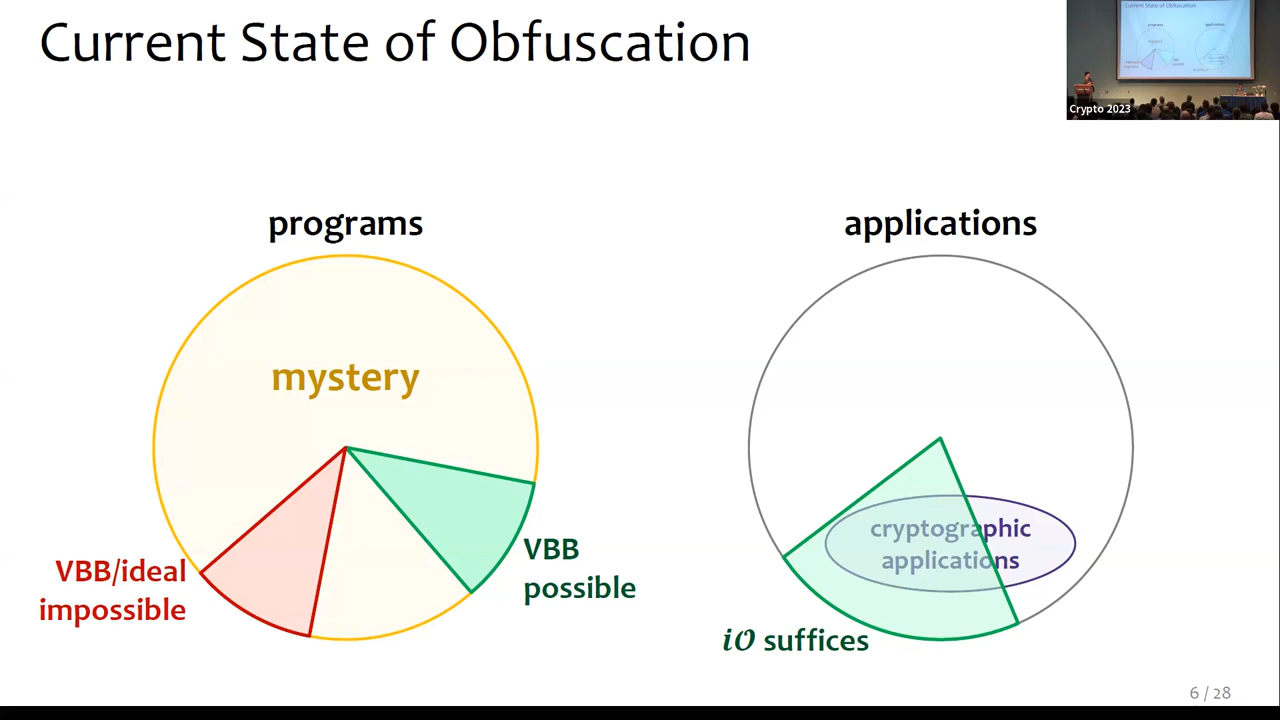 Current State of Obfuscation
Crypto 2023
programs
applications
mystery
VBB/ideal
impossible
VBB
possible
cryptographic
applications
iO suffices
6 / 28